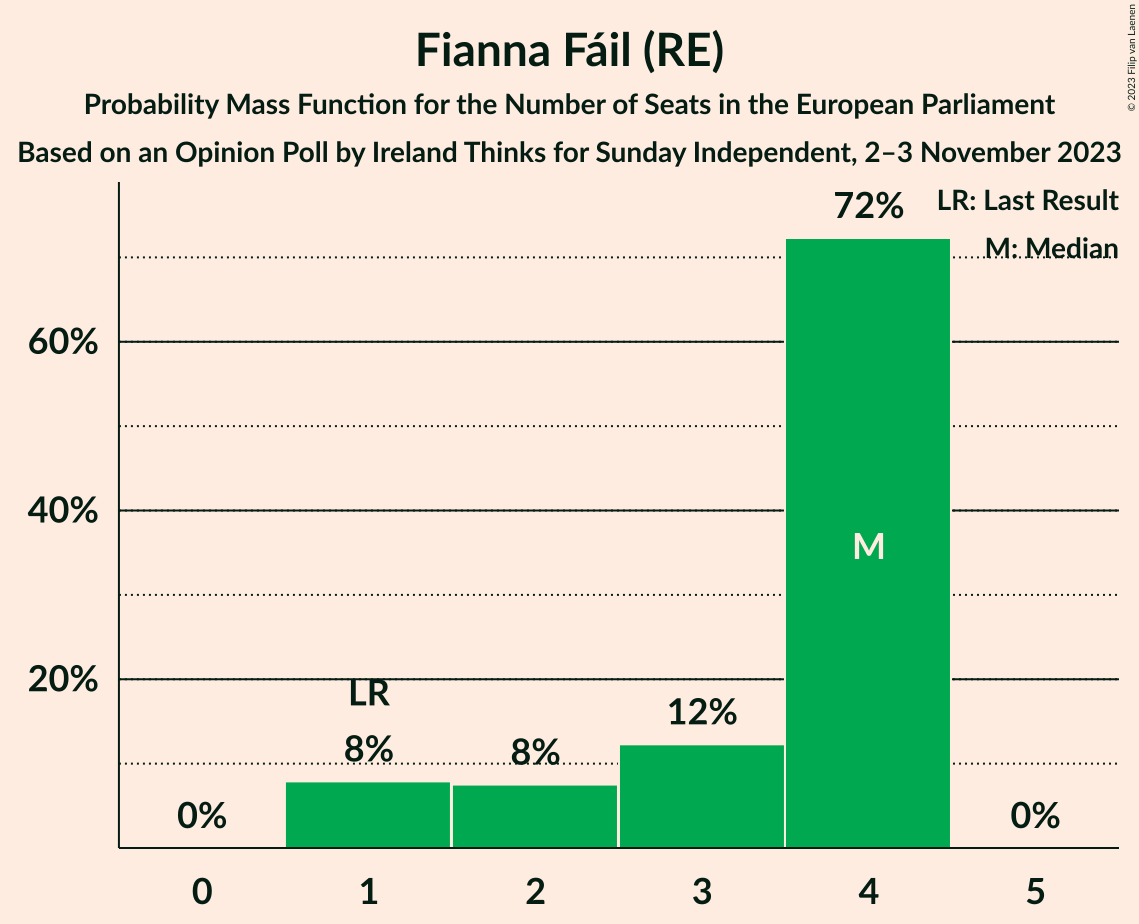 Fianna Fáil (RE)
Probability Mass Function for the Number of Seats in the European Parliament
Based on an Opinion Poll by Ireland Thinks for Sunday Independent, 2–3 November 2023
© 2023 Filip van Laenen
LR: Last Result
M: Median
72%
60%
40%
20%
M
LR
8%
8%
12%
0%
0%
0 1 2 3 4 5